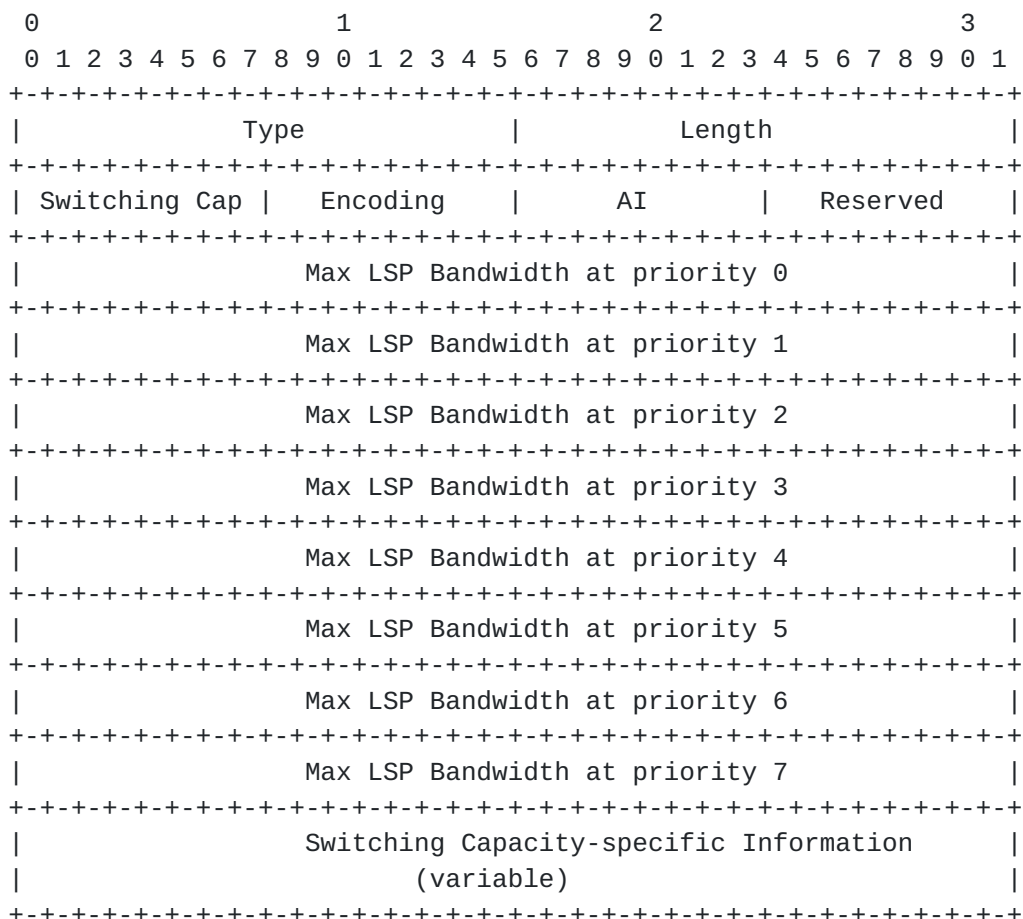 0                   1                   2                   3
 0 1 2 3 4 5 6 7 8 9 0 1 2 3 4 5 6 7 8 9 0 1 2 3 4 5 6 7 8 9 0 1
+-+-+-+-+-+-+-+-+-+-+-+-+-+-+-+-+-+-+-+-+-+-+-+-+-+-+-+-+-+-+-+-+
|              Type             |          Length               |
+-+-+-+-+-+-+-+-+-+-+-+-+-+-+-+-+-+-+-+-+-+-+-+-+-+-+-+-+-+-+-+-+
| Switching Cap |   Encoding    |      AI       |   Reserved    |
+-+-+-+-+-+-+-+-+-+-+-+-+-+-+-+-+-+-+-+-+-+-+-+-+-+-+-+-+-+-+-+-+
|                  Max LSP Bandwidth at priority 0              |
+-+-+-+-+-+-+-+-+-+-+-+-+-+-+-+-+-+-+-+-+-+-+-+-+-+-+-+-+-+-+-+-+
|                  Max LSP Bandwidth at priority 1              |
+-+-+-+-+-+-+-+-+-+-+-+-+-+-+-+-+-+-+-+-+-+-+-+-+-+-+-+-+-+-+-+-+
|                  Max LSP Bandwidth at priority 2              |
+-+-+-+-+-+-+-+-+-+-+-+-+-+-+-+-+-+-+-+-+-+-+-+-+-+-+-+-+-+-+-+-+
|                  Max LSP Bandwidth at priority 3              |
+-+-+-+-+-+-+-+-+-+-+-+-+-+-+-+-+-+-+-+-+-+-+-+-+-+-+-+-+-+-+-+-+
|                  Max LSP Bandwidth at priority 4              |
+-+-+-+-+-+-+-+-+-+-+-+-+-+-+-+-+-+-+-+-+-+-+-+-+-+-+-+-+-+-+-+-+
|                  Max LSP Bandwidth at priority 5              |
+-+-+-+-+-+-+-+-+-+-+-+-+-+-+-+-+-+-+-+-+-+-+-+-+-+-+-+-+-+-+-+-+
|                  Max LSP Bandwidth at priority 6              |
+-+-+-+-+-+-+-+-+-+-+-+-+-+-+-+-+-+-+-+-+-+-+-+-+-+-+-+-+-+-+-+-+
|                  Max LSP Bandwidth at priority 7              |
+-+-+-+-+-+-+-+-+-+-+-+-+-+-+-+-+-+-+-+-+-+-+-+-+-+-+-+-+-+-+-+-+
|                  Switching Capacity-specific Information      |
|                         (variable)                            |
+-+-+-+-+-+-+-+-+-+-+-+-+-+-+-+-+-+-+-+-+-+-+-+-+-+-+-+-+-+-+-+-+